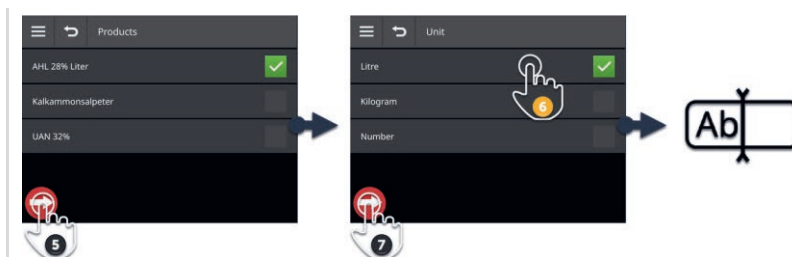 Products
AHL 28% Liter
Kalkammonsalpeter
UAN 32%
5
Unit
Litre
6
Kilogram
Number
7
Ab